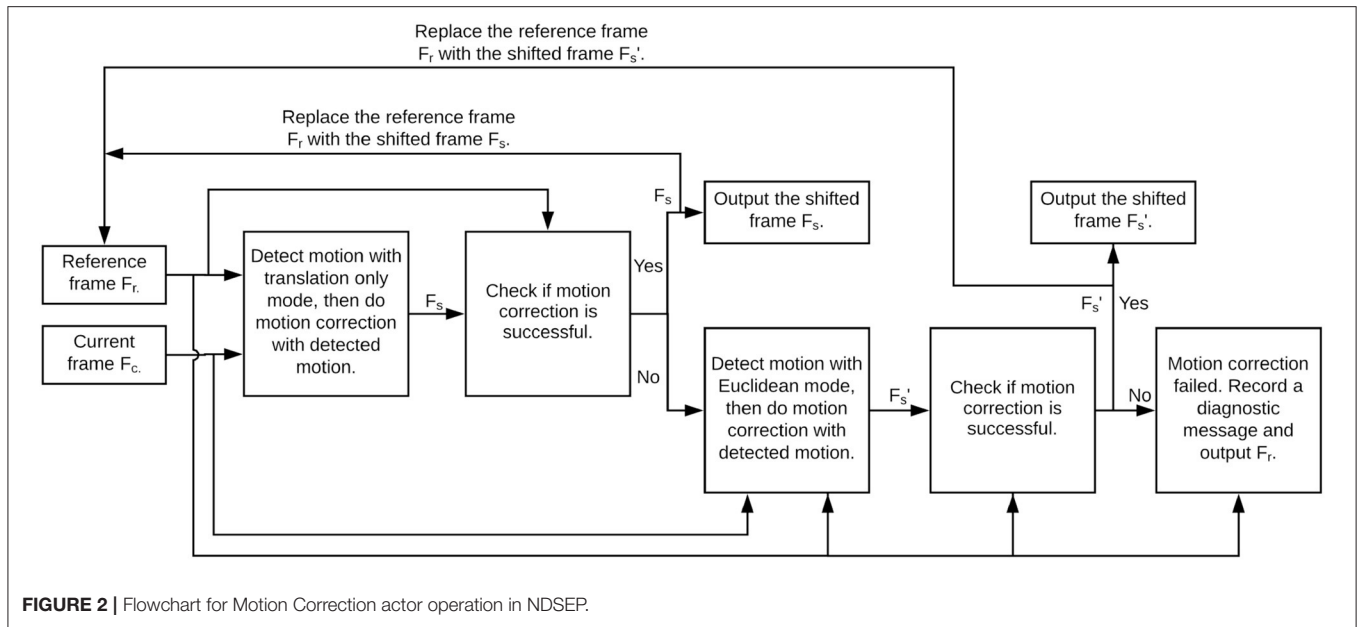 Replace the reference frame
Fr with the shifted frame Fs'.
Replace the reference frame
Fr with the shifted frame Fs.
Fs
Output the shifted
frame Fs.
Output the shifted
frame Fs'.
Reference
frame Fr.
Current
frame Fc.
Detect motion with
translation only
mode, then do
motion correction
with detected
motion.
Fs
Check if motion
correction is
successful.
Yes
No
Detect motion with
Euclidean mode,
then do motion
correction with
detected motion.
Fs'
Check if motion
correction is
successful.
Fs'
Yes
No
Motion correction
failed. Record a
diagnostic
message and
output Fr.
FIGURE 2 | Flowchart for Motion Correction actor operation in NDSEP.